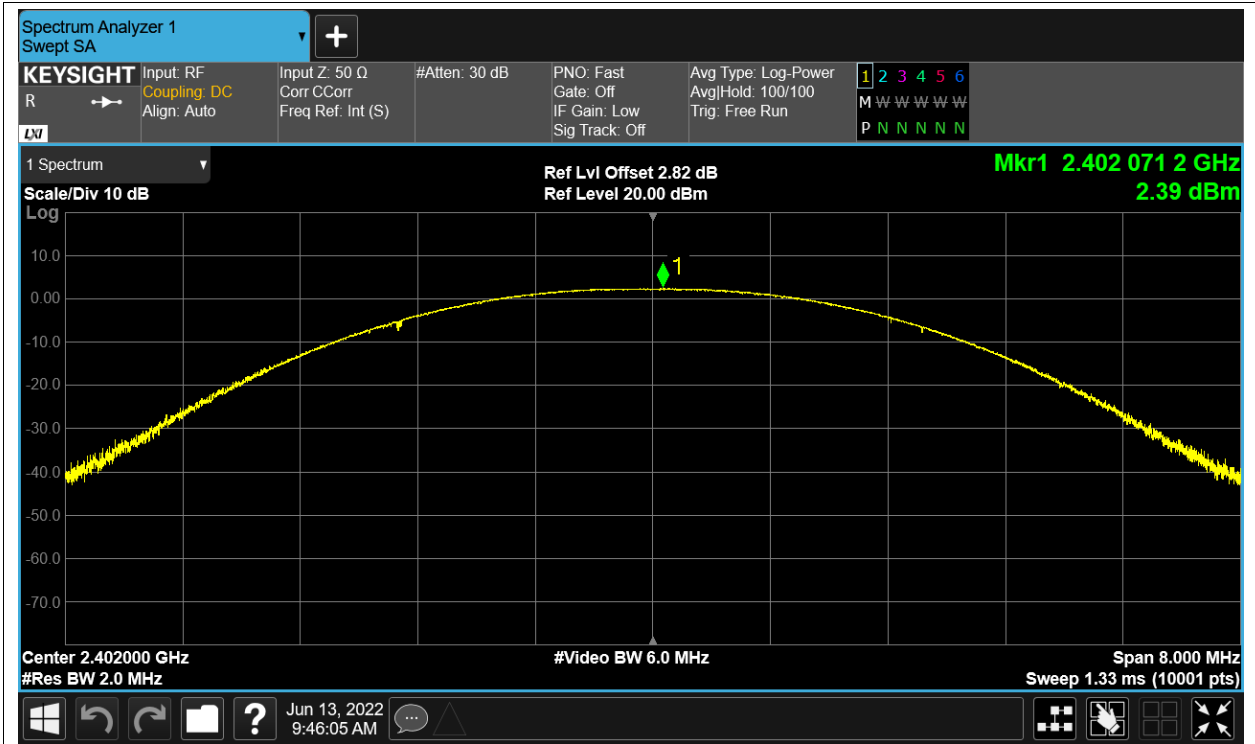 Spectrum Analyzer 1
Swept SA
KEYSIGHT
R
LXI
Input: RF
Coupling: DC
Align: Auto
Input Z: 50 Ω
Corr CCorr
Freq Ref: Int (S)
#Atten: 30 dB
PNO: Fast
Gate: Off
IF Gain: Low
Sig Track: Off
Avg Type: Log-Power
Avg|Hold: 100/100
Trig: Free Run
1 2 3 4 5 6
M W W W W W
P N N N N N
1 Spectrum
Scale/Div 10 dB
Log
Ref Lvl Offset 2.82 dB
Ref Level 20.00 dBm
Mkr1 2.402 071 2 GHz
2.39 dBm
1
10.0
0.00
-10.0
-20.0
-30.0
-40.0
-50.0
-60.0
-70.0
Center 2.402000 GHz
#Video BW 6.0 MHz
Span 8.000 MHz
#Res BW 2.0 MHz
Sweep 1.33 ms (10001 pts)
?
Jun 13, 2022
9:46:05 AM